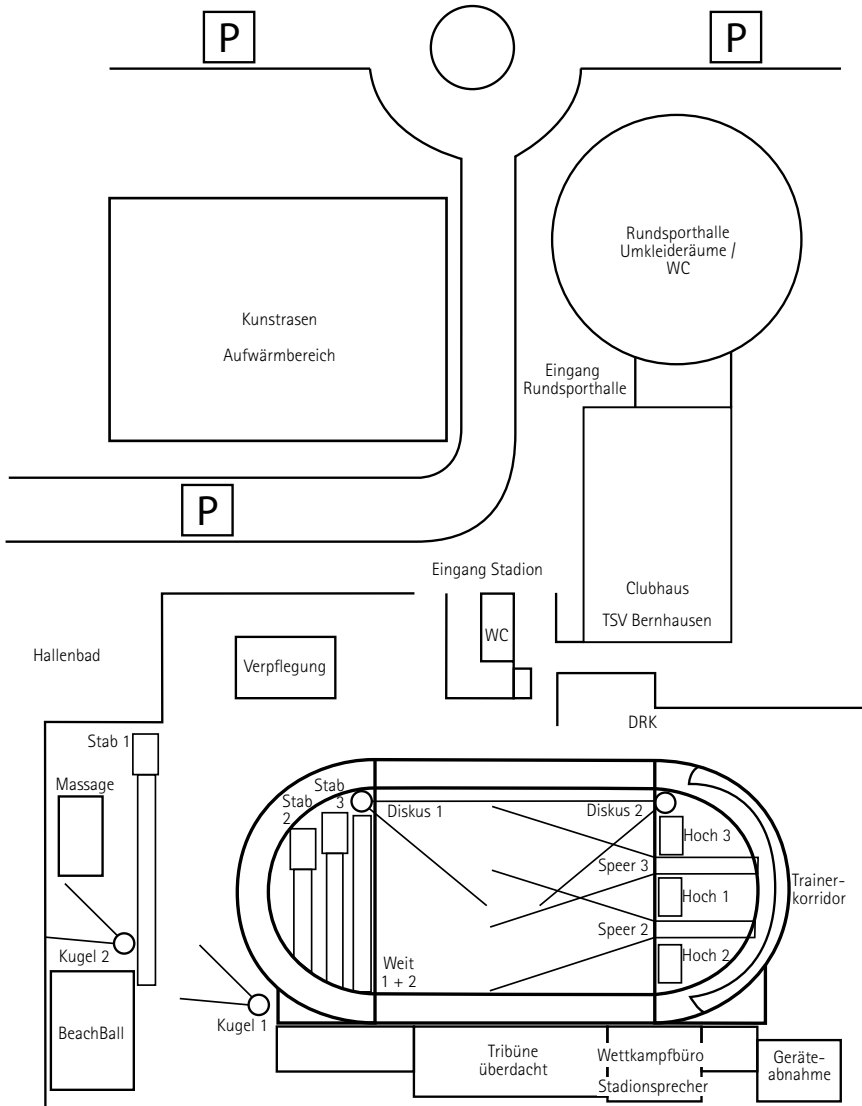 P
P
Rundsporthalle
Umkleideräume /
WC
Kunstrasen
Aufwärmbereich
Eingang
Rundsporthalle
P
Eingang Stadion
Clubhaus
TSV Bernhausen
WC
Hallenbad
Verpflegung
DRK
Stab 1
Massage
Stab
3
Stab
2
Diskus 1
Diskus 2
Hoch 3
Speer 3
Trainer-
korridor
Hoch 1
Speer 2
Kugel 2
Hoch 2
Weit
1 + 2
Kugel 1
BeachBall
Tribüne
überdacht
Wettkampfbüro
Stadionsprecher
Geräte-
abnahme